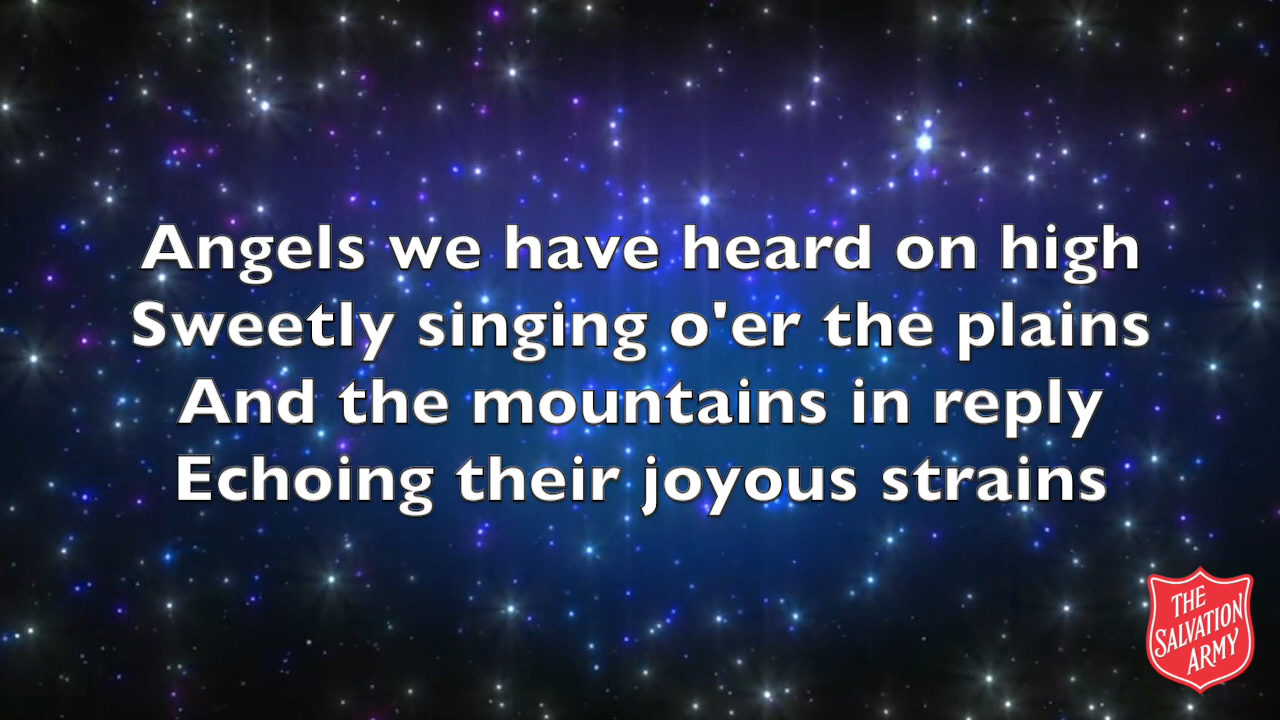 Angels we have heard on high
Sweetly singing o'er the plains
And the mountains in reply
Echoing their joyous strains
THE
SALVATION
ARMY